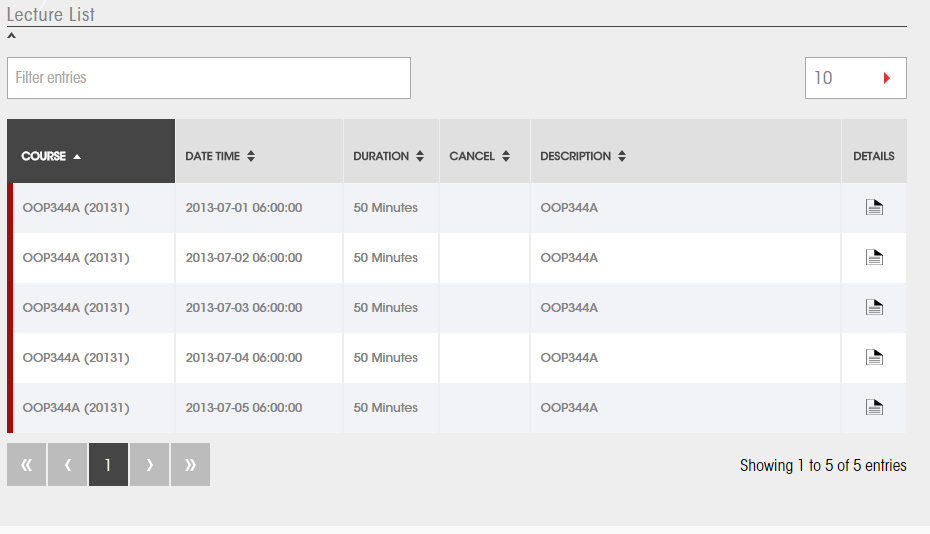 Lecture List
Filter entries
10
COURSE DATE TIME DURATION CANCEL DESCRIPTION DETAILS
OOP344A (20131) 2013-07-01 06:00:00 50 Minutes OOP344A
OOP344A (20131) 2013-07-02 06:00:00 50 Minutes OOP344A
OOP344A (20131) 2013-07-03 06:00:00 50 Minutes OOP344A
OOP344A (20131) 2013-07-04 06:00:00 50 Minutes OOP344A
OOP344A (20131) 2013-07-05 06:00:00 50 Minutes OOP344A
« ‹ 1 › » Showing 1 to 5 of 5 entries